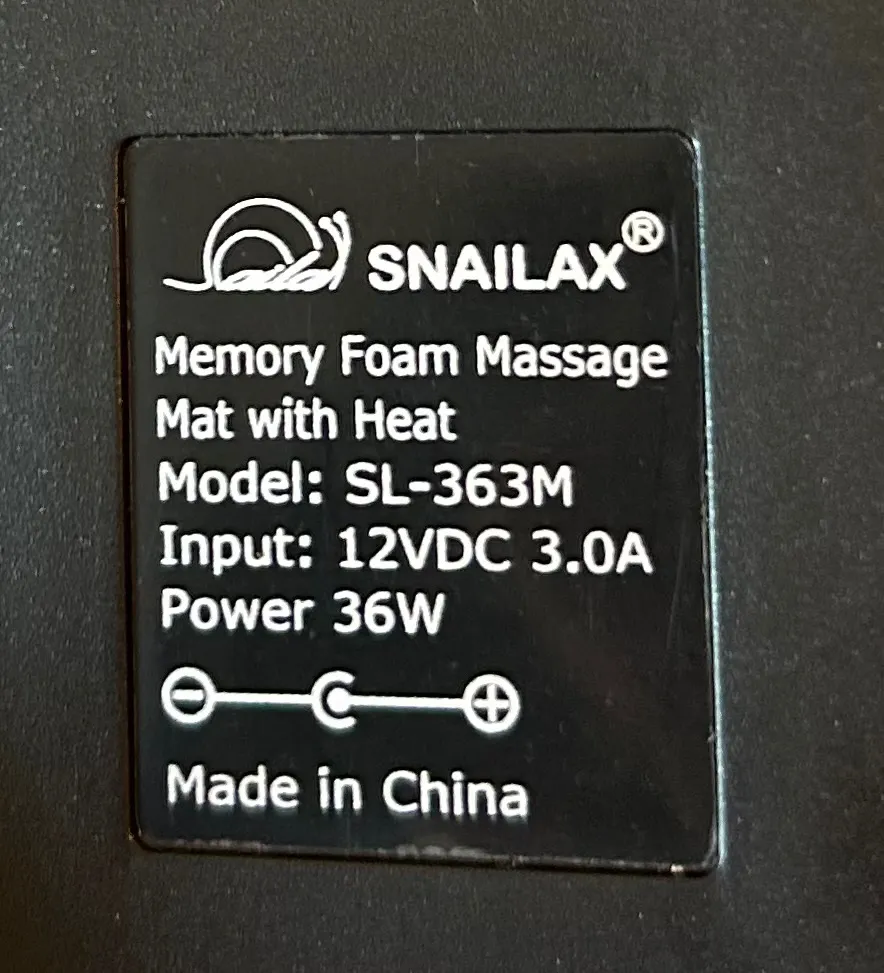 SNAILAX®
Memory Foam Massage
Mat with Heat
Model: SL-363M
Input: 12VDC 3.0A
Power 36W
Made in China